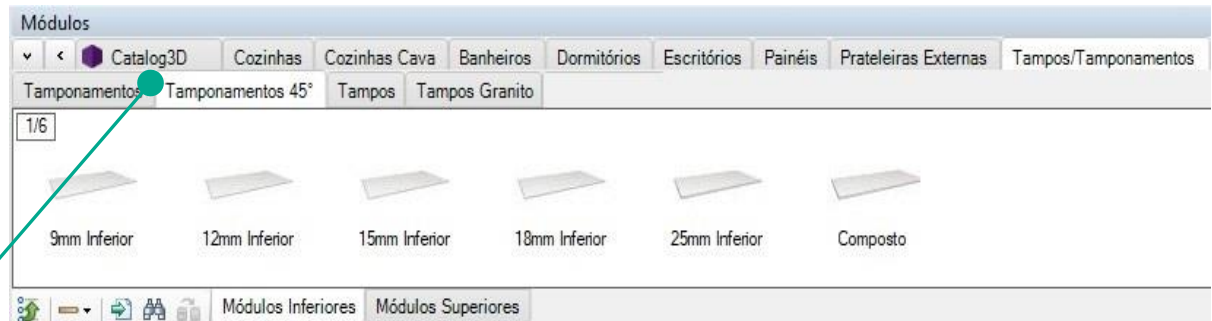 Módulos
Catalog3D Cozinhas Cozinhas Cava Banheiros Dormitórios Escritórios Painéis Prateleiras Externas Tampos/Tamponamentos
Tamponamentos Tamponamentos 45° Tampos Tampos Granito
1/6
9mm Inferior 12mm Inferior 15mm Inferior 18mm Inferior 25mm Inferior Composto
Módulos Inferiores Módulos Superiores